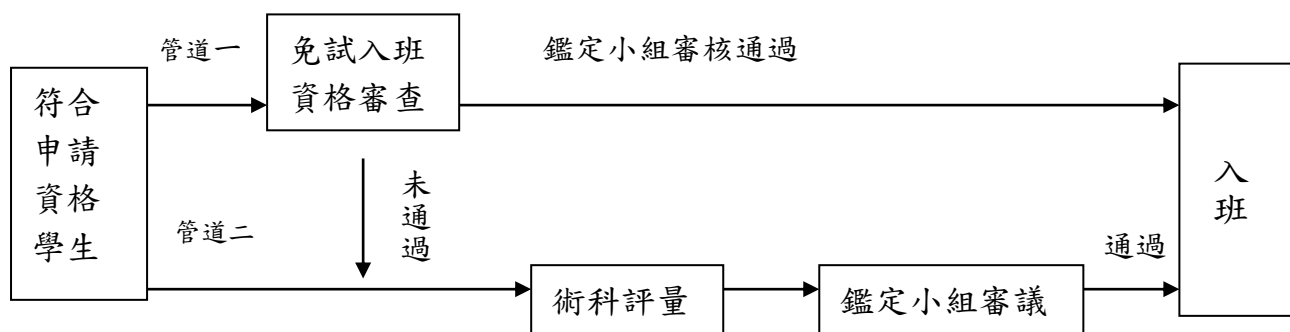 符合
申請
資格
學生
管道一
免試入班
資格審查
鑑定小組審核通過
未通過
管道二
術科評量
鑑定小組審議
通過
入班